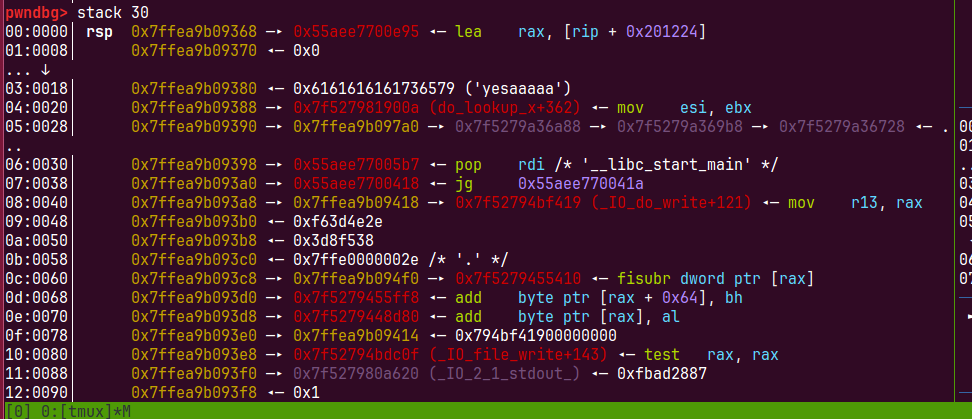 pwndbg> stack 30
00:0000│ rsp 0x7ffea9b09368 —▸ 0x55aee7700e95 ◂— lea rax, [rip + 0x201224]
01:0008│ 0x7ffea9b09370 ◂— 0x0
... ↓
03:0018│ 0x7ffea9b09380 ◂— 0x6161616161736579 ('yesaaaaa')
04:0020│ 0x7ffea9b09388 —▸ 0x7f527981900a (do_lookup_x+362) ◂— mov esi, ebx
05:0028│ 0x7ffea9b09390 —▸ 0x7ffea9b097a0 —▸ 0x7f5279a36a88 —▸ 0x7f5279a369b8 —▸ 0x7f5279a36728 ◂— .
..
06:0030│ 0x7ffea9b09398 —▸ 0x55aee77005b7 ◂— pop rdi /* '__libc_start_main' */
07:0038│ 0x7ffea9b093a0 —▸ 0x55aee7700418 ◂— jg 0x55aee770041a
08:0040│ 0x7ffea9b093a8 —▸ 0x7ffea9b09418 —▸ 0x7f52794bf419 (_IO_do_write+121) ◂— mov r13, rax
09:0048│ 0x7ffea9b093b0 ◂— 0xf63d4e2e
0a:0050│ 0x7ffea9b093b8 ◂— 0x3d8f538
0b:0058│ 0x7ffea9b093c0 ◂— 0x7ffe0000002e /* '.' */
0c:0060│ 0x7ffea9b093c8 —▸ 0x7ffea9b094f0 —▸ 0x7f5279455410 ◂— fisubr dword ptr [rax]
0d:0068│ 0x7ffea9b093d0 —▸ 0x7f5279455ff8 ◂— add byte ptr [rax + 0x64], bh
0e:0070│ 0x7ffea9b093d8 —▸ 0x7f5279448d80 ◂— add byte ptr [rax], al
0f:0078│ 0x7ffea9b093e0 —▸ 0x7ffea9b09414 ◂— 0x794bf41900000000
10:0080│ 0x7ffea9b093e8 —▸ 0x7f52794bdc0f (_IO_file_write+143) ◂— test rax, rax
11:0088│ 0x7ffea9b093f0 —▸ 0x7f527980a620 (_IO_2_1_stdout_) ◂— 0xfbad2887
12:0090│ 0x7ffea9b093f8 ◂— 0x1
[0] 0:[tmux]*M